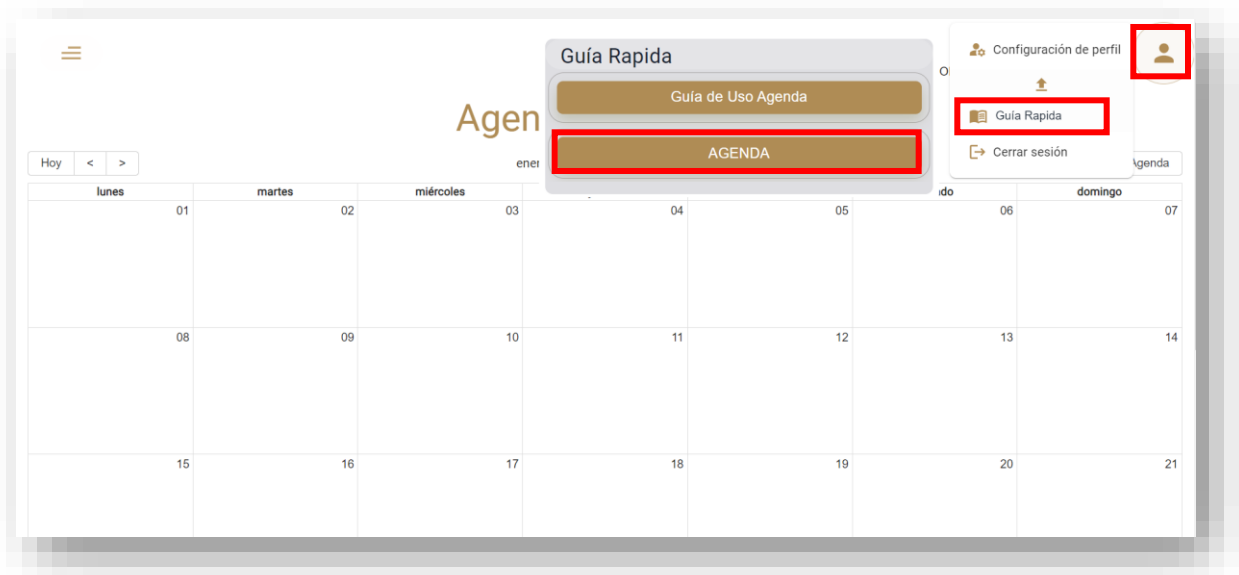 Guía Rapida
Configuración de perfil
Guía de Uso Agenda
Guía Rapida
AGENDA
Cerrar sesión
Agen
Hoy < > Agenda
lunes martes miércoles domingo
01 02 03 04 05 06 07
08 09 10 11 12 13 14
15 16 17 18 19 20 21